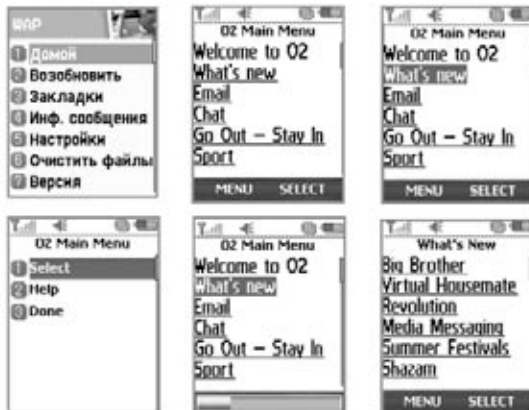 WAP
1 Домой
2 Возобновить
3 Закладки
4 Инф. сообщения
5 Настройки
6 Очистить файлы
7 Версия
O2 Main Menu
Welcome to O2
What's new
Email
Chat
Go Out – Stay In
Sport
MENU SELECT
O2 Main Menu
Welcome to O2
What's new
Email
Chat
Go Out – Stay In
Sport
MENU SELECT
O2 Main Menu
1 Select
2 Help
3 Done
O2 Main Menu
Welcome to O2
What's new
Email
Chat
Go Out – Stay In
Sport
What's New
Big Brother
Virtual Housemate
Revolution
Media Messaging
Summer Festivals
Shazam
MENU SELECT